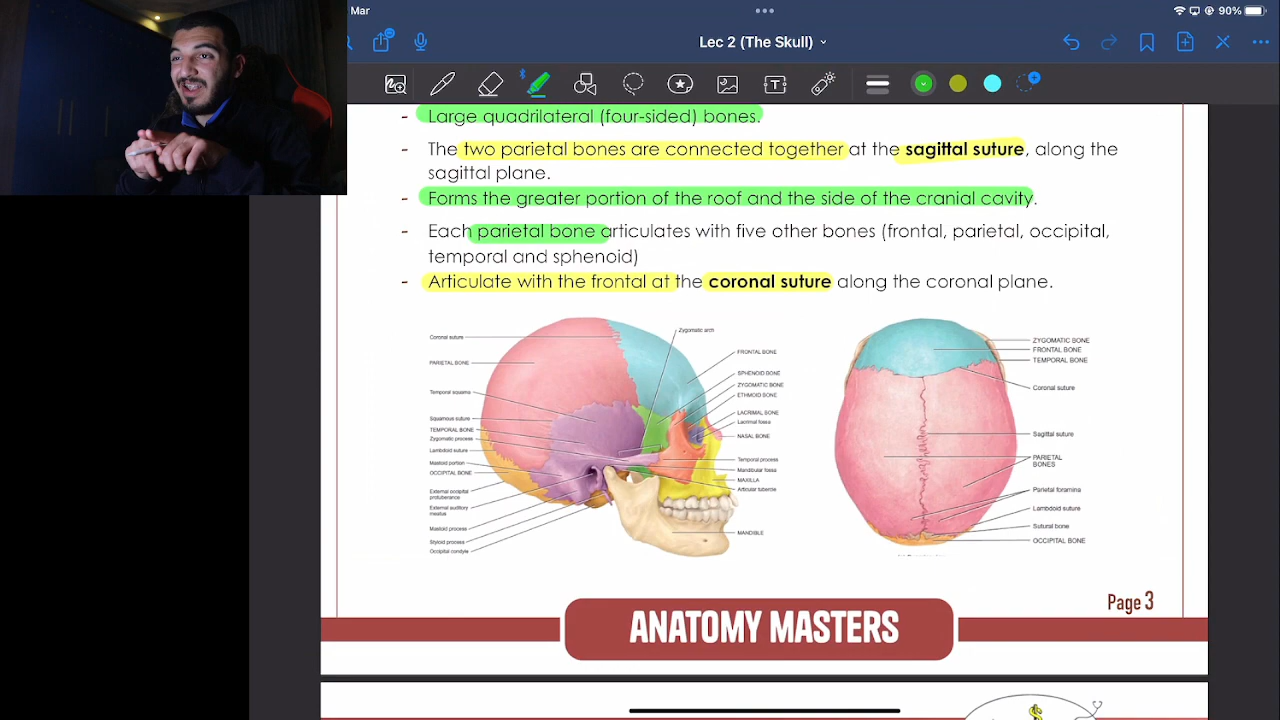 Mar
90%
Lec 2 (The Skull)
- Large quadrilateral (four-sided) bones.
- The two parietal bones are connected together at the sagittal suture, along the
sagittal plane.
- Forms the greater portion of the roof and the side of the cranial cavity.
- Each parietal bone articulates with five other bones (frontal, parietal, occipital,
temporal and sphenoid)
- Articulate with the frontal at the coronal suture along the coronal plane.
Coronal suture
PARIETAL BONE
Temporal squama
Squamous suture
TEMPORAL BONE
Zygomatic process
Lambdoid suture
Mastoid portion
OCCIPITAL BONE
External occipital
protuberance
External auditory
meatus
Mastoid process
Styloid process
Occipital condyle
Zygomatic arch
FRONTAL BONE
SPHENOID BONE
ZYGOMATIC BONE
ETHMOID BONE
LACRIMAL BONE
Lacrimal fossa
NASAL BONE
Temporal process
Mandibular fossa
MAXILLA
Articular tubercle
MANDIBLE
ZYGOMATIC BONE
FRONTAL BONE
TEMPORAL BONE
Coronal suture
Sagittal suture
PARIETAL
BONES
Parietal foramina
Lambdoid suture
Sutural bone
OCCIPITAL BONE
Page 3
ANATOMY MASTERS